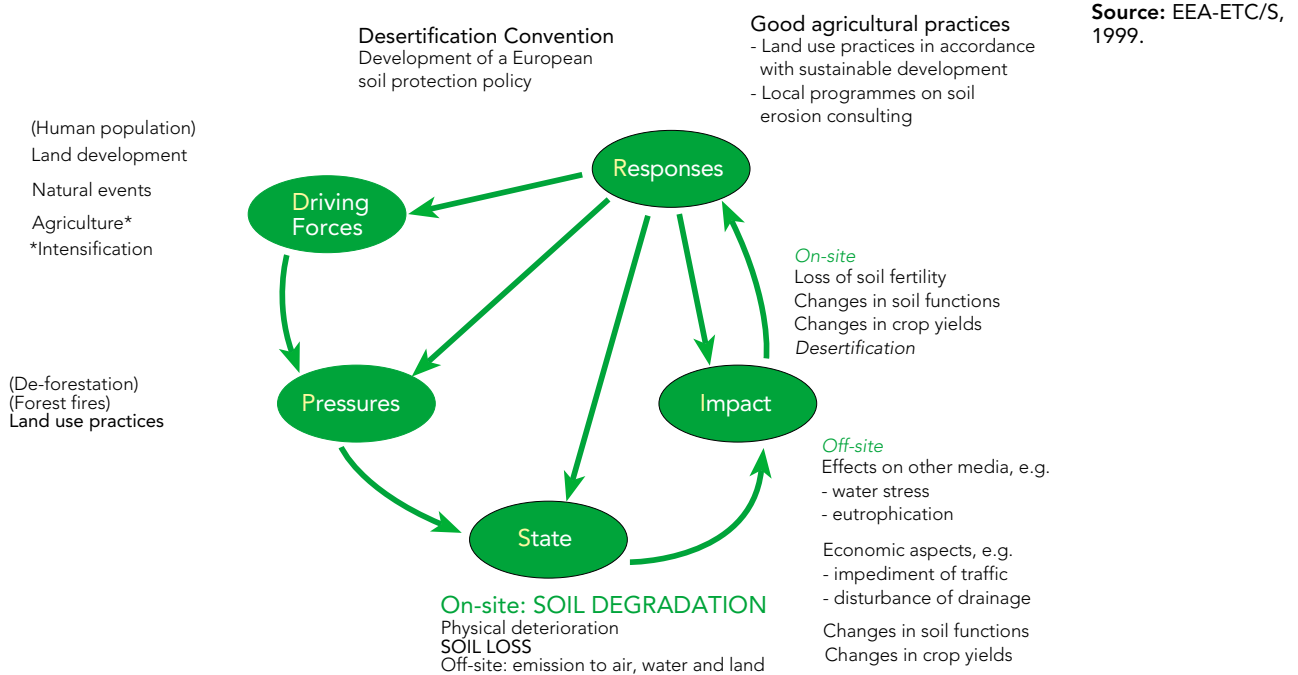 Source: EEA-ETC/S,
1999.
Desertification Convention
Development of a European
soil protection policy
Good agricultural practices
- Land use practices in accordance
with sustainable development
- Local programmes on soil
erosion consulting
(Human population)
Land development
Natural events
Agriculture*
*Intensification
Responses
Driving
Forces
On-site
Loss of soil fertility
Changes in soil functions
Changes in crop yields
Desertification
(De-forestation)
(Forest fires)
Land use practices
Pressures
Impact
Off-site
Effects on other media, e.g.
- water stress
- eutrophication
Economic aspects, e.g.
- impediment of traffic
- disturbance of drainage
Changes in soil functions
Changes in crop yields
State
On-site: SOIL DEGRADATION
Physical deterioration
SOIL LOSS
Off-site: emission to air, water and land